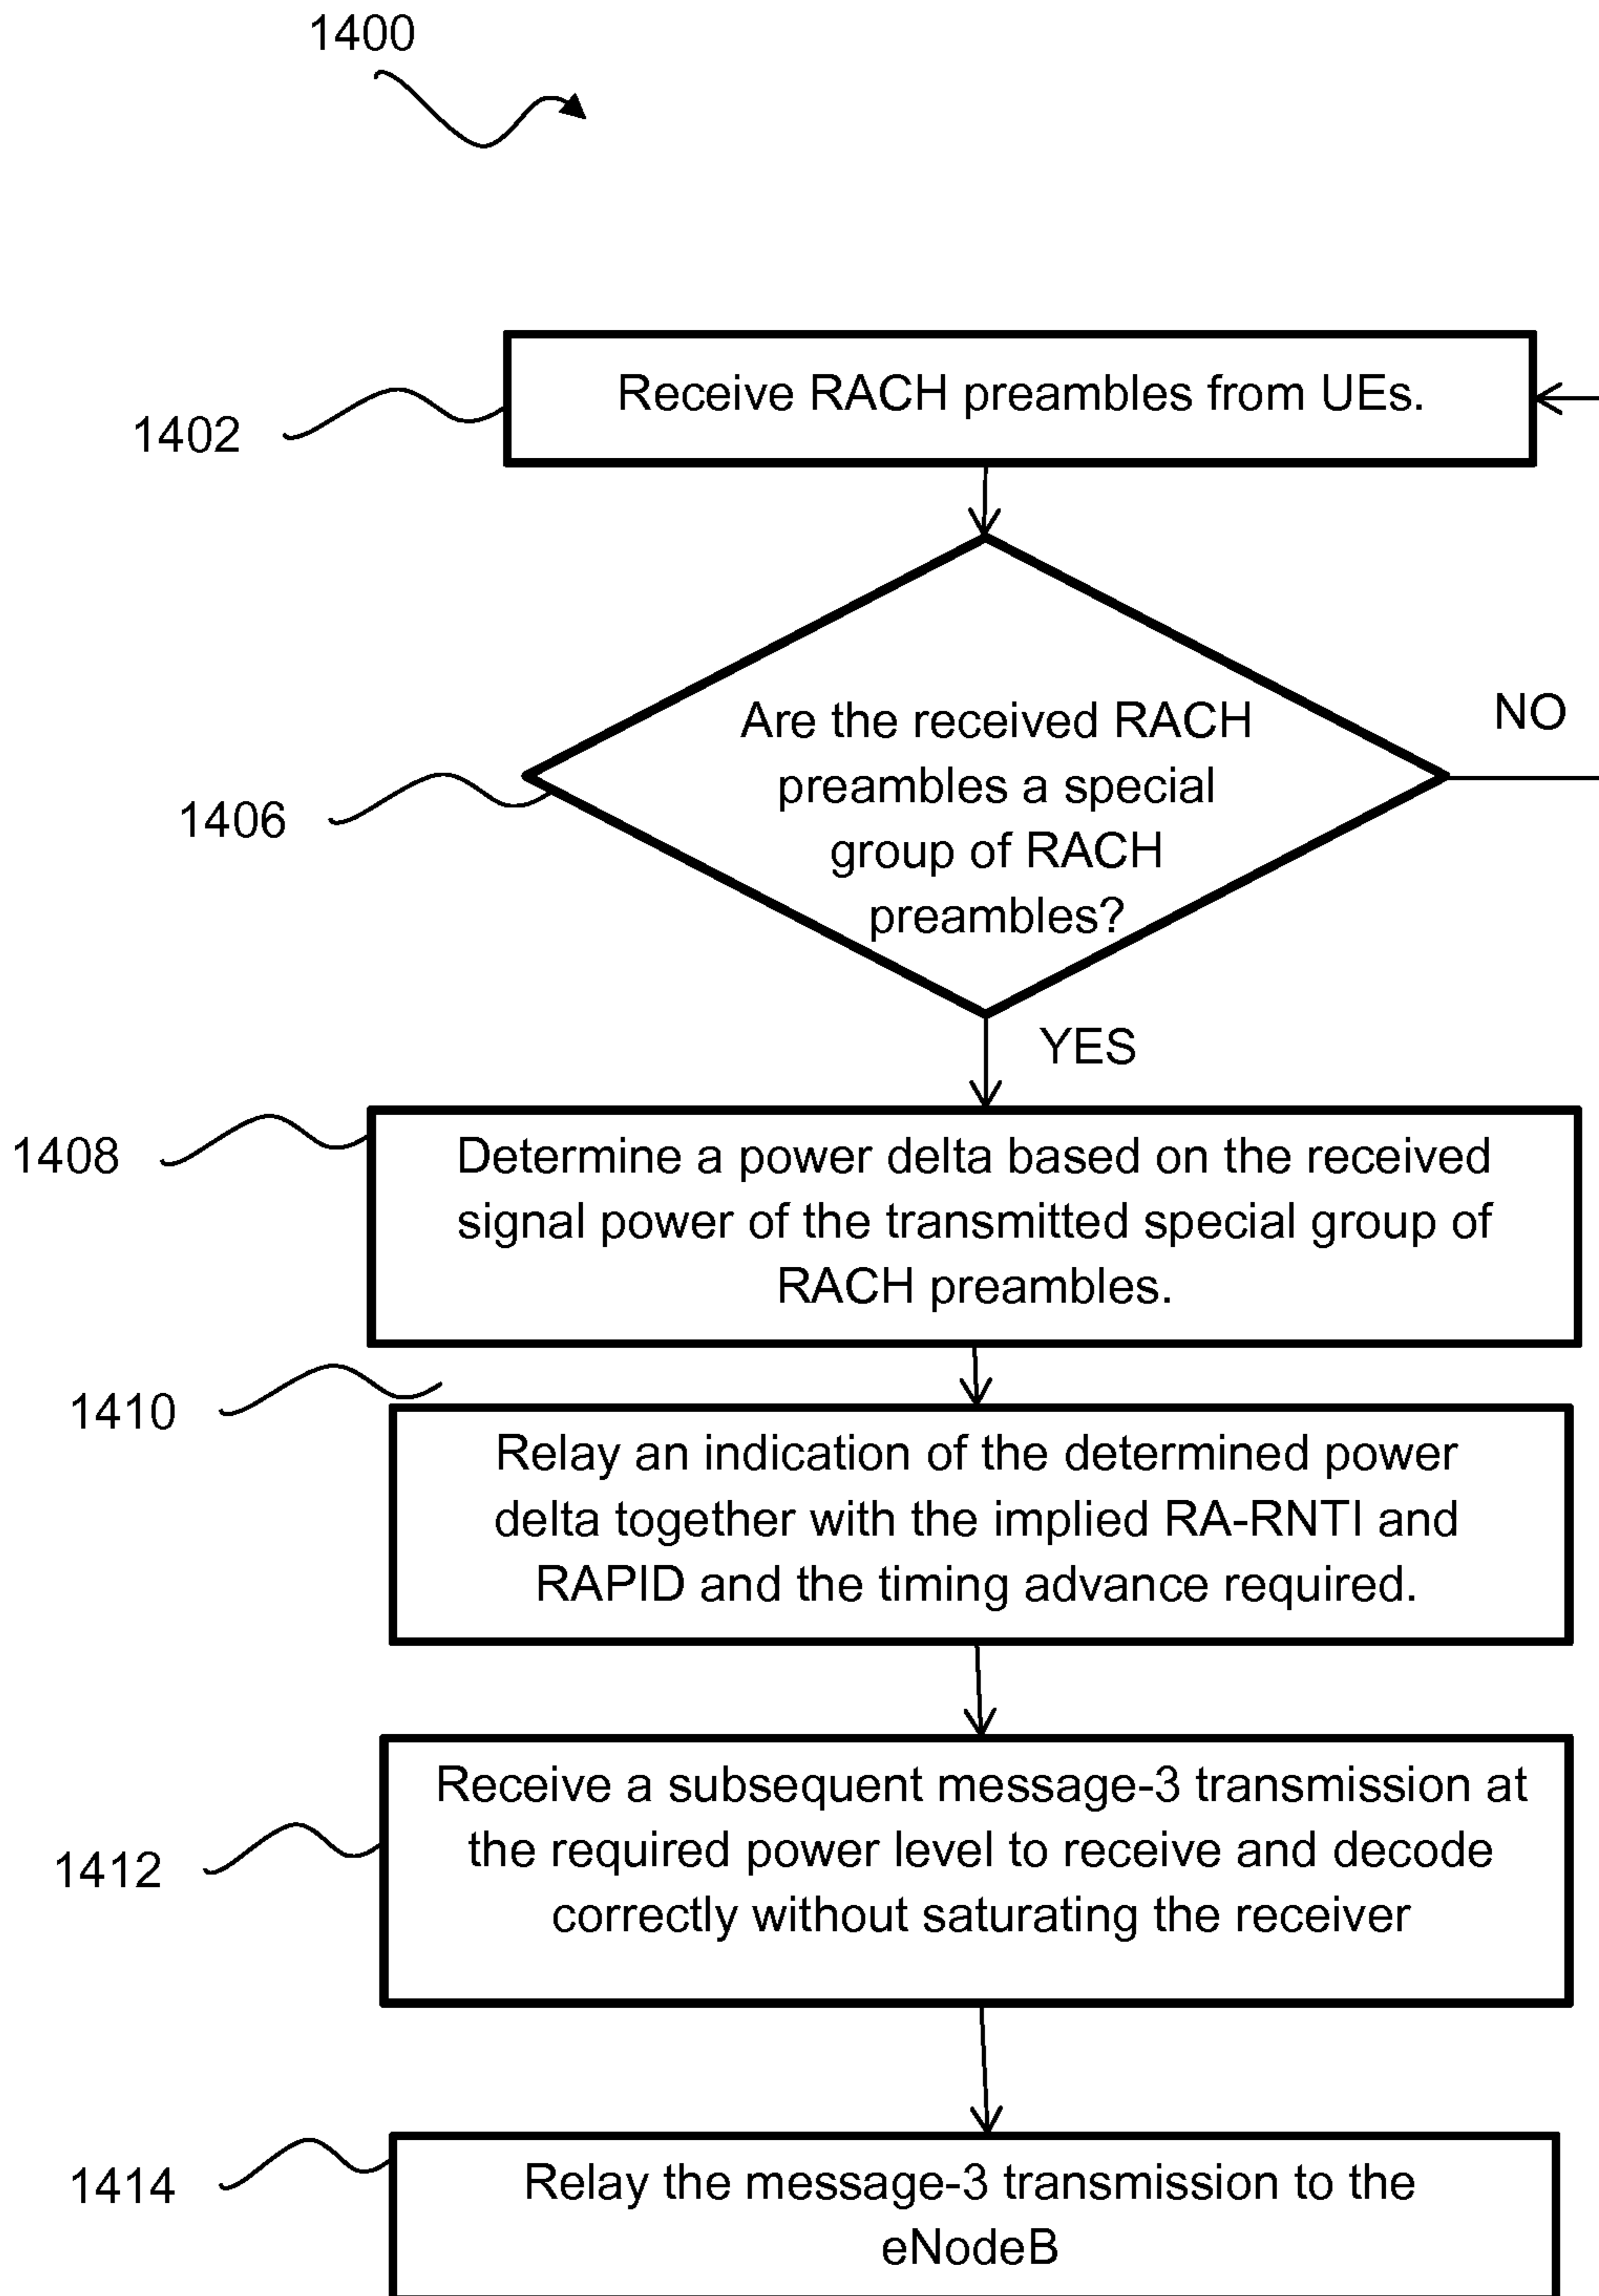 1400
Receive RACH preambles from UEs.
1402
Are the received RACH
preambles a special
group of RACH
preambles?
NO
1406
YES
1408
Determine a power delta based on the received
signal power of the transmitted special group of
RACH preambles.
1410
Relay an indication of the determined power
delta together with the implied RA-RNTI and
RAPID and the timing advance required.
Receive a subsequent message-3 transmission at
the required power level to receive and decode
correctly without saturating the receiver
1412
Relay the message-3 transmission to the
eNodeB
1414